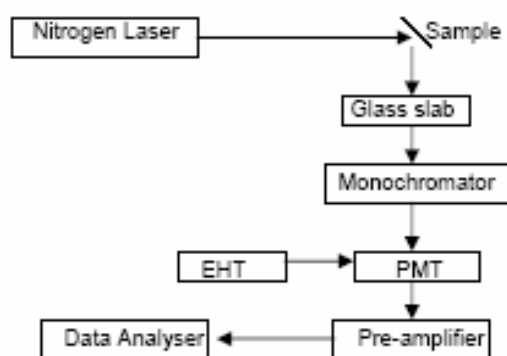 Nitrogen Laser
Sample
Glass slab
Monochromator
EHT
PMT
Data Analyser
Pre-amplifier